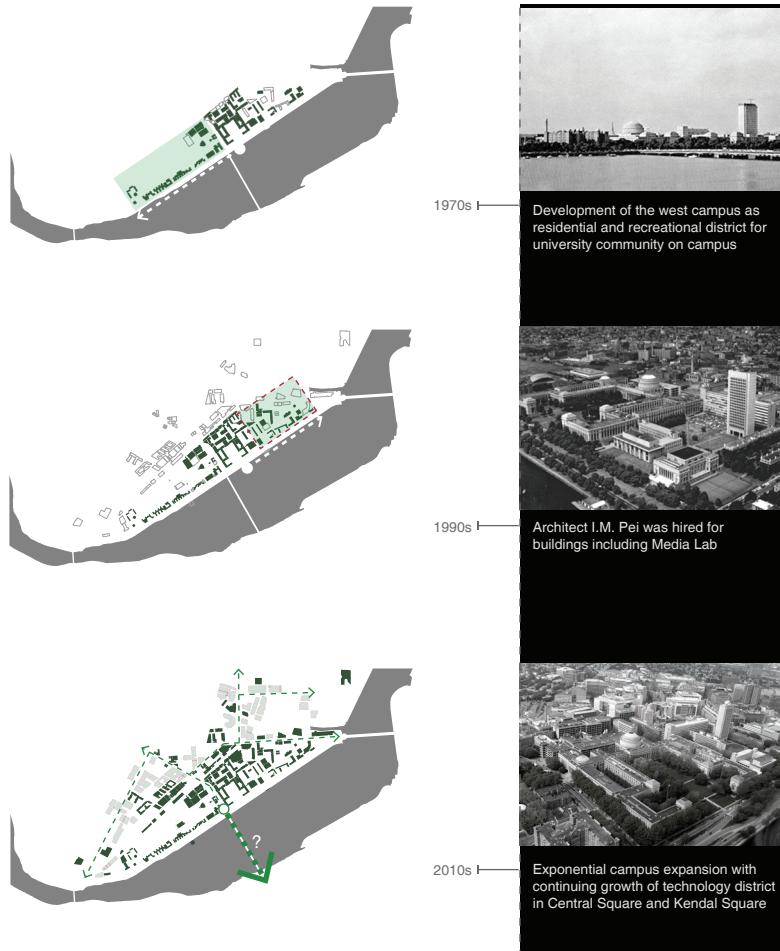 1970s
Development of the west campus as
residential and recreational district for
university community on campus
1990s
Architect I.M. Pei was hired for
buildings including Media Lab
?
2010s
Exponential campus expansion with
continuing growth of technology district
in Central Square and Kendal Square